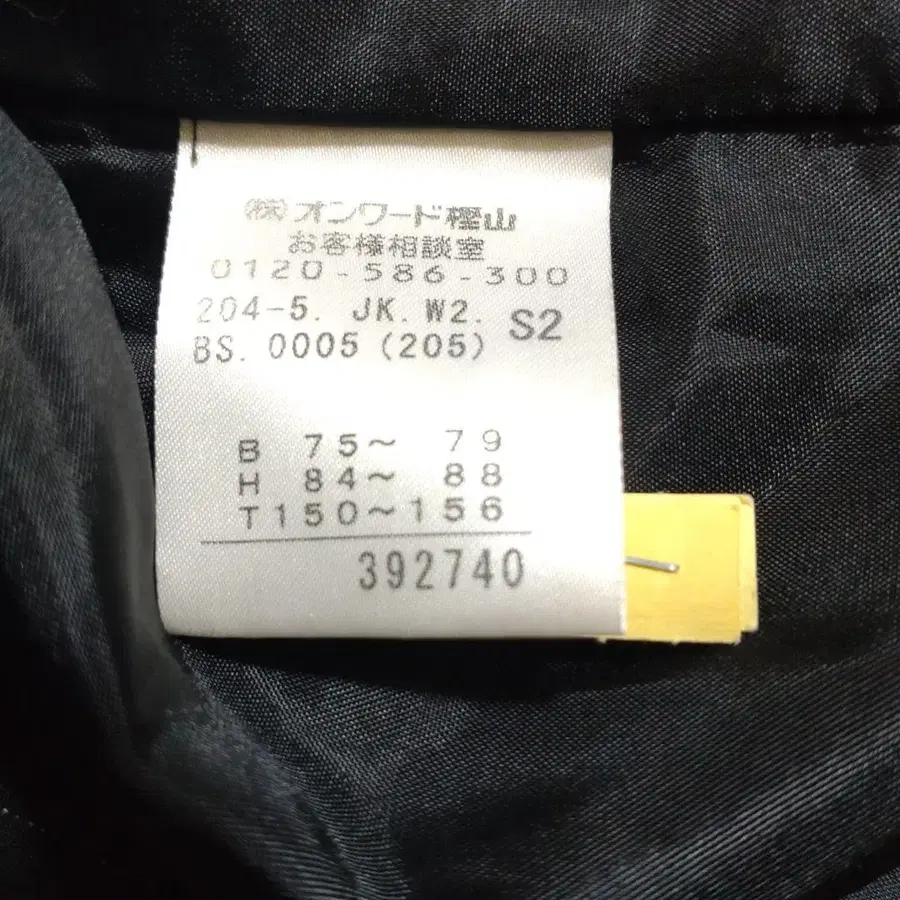 ㈱オンワード樫山
お客様相談室
0120-586-300
204-5. JK. W2. S2
BS. 0005 (205)
B 75~ 79
H 84~ 88
T150~156
392740